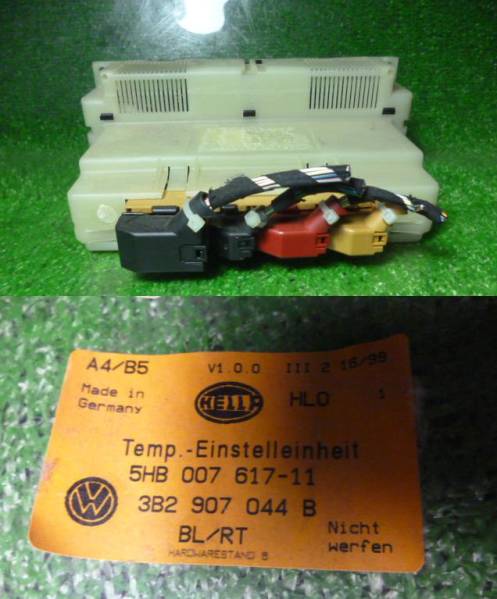 A4/B5 V1.0.0 III 2 16/99
Made in Germany
HELLA
HLO 1
Temp.-Einstelleinheit
5HB 007 617-11
VW
3B2 907 044 B
BL/RT
HARDWARESTAND 6
Nicht werfen